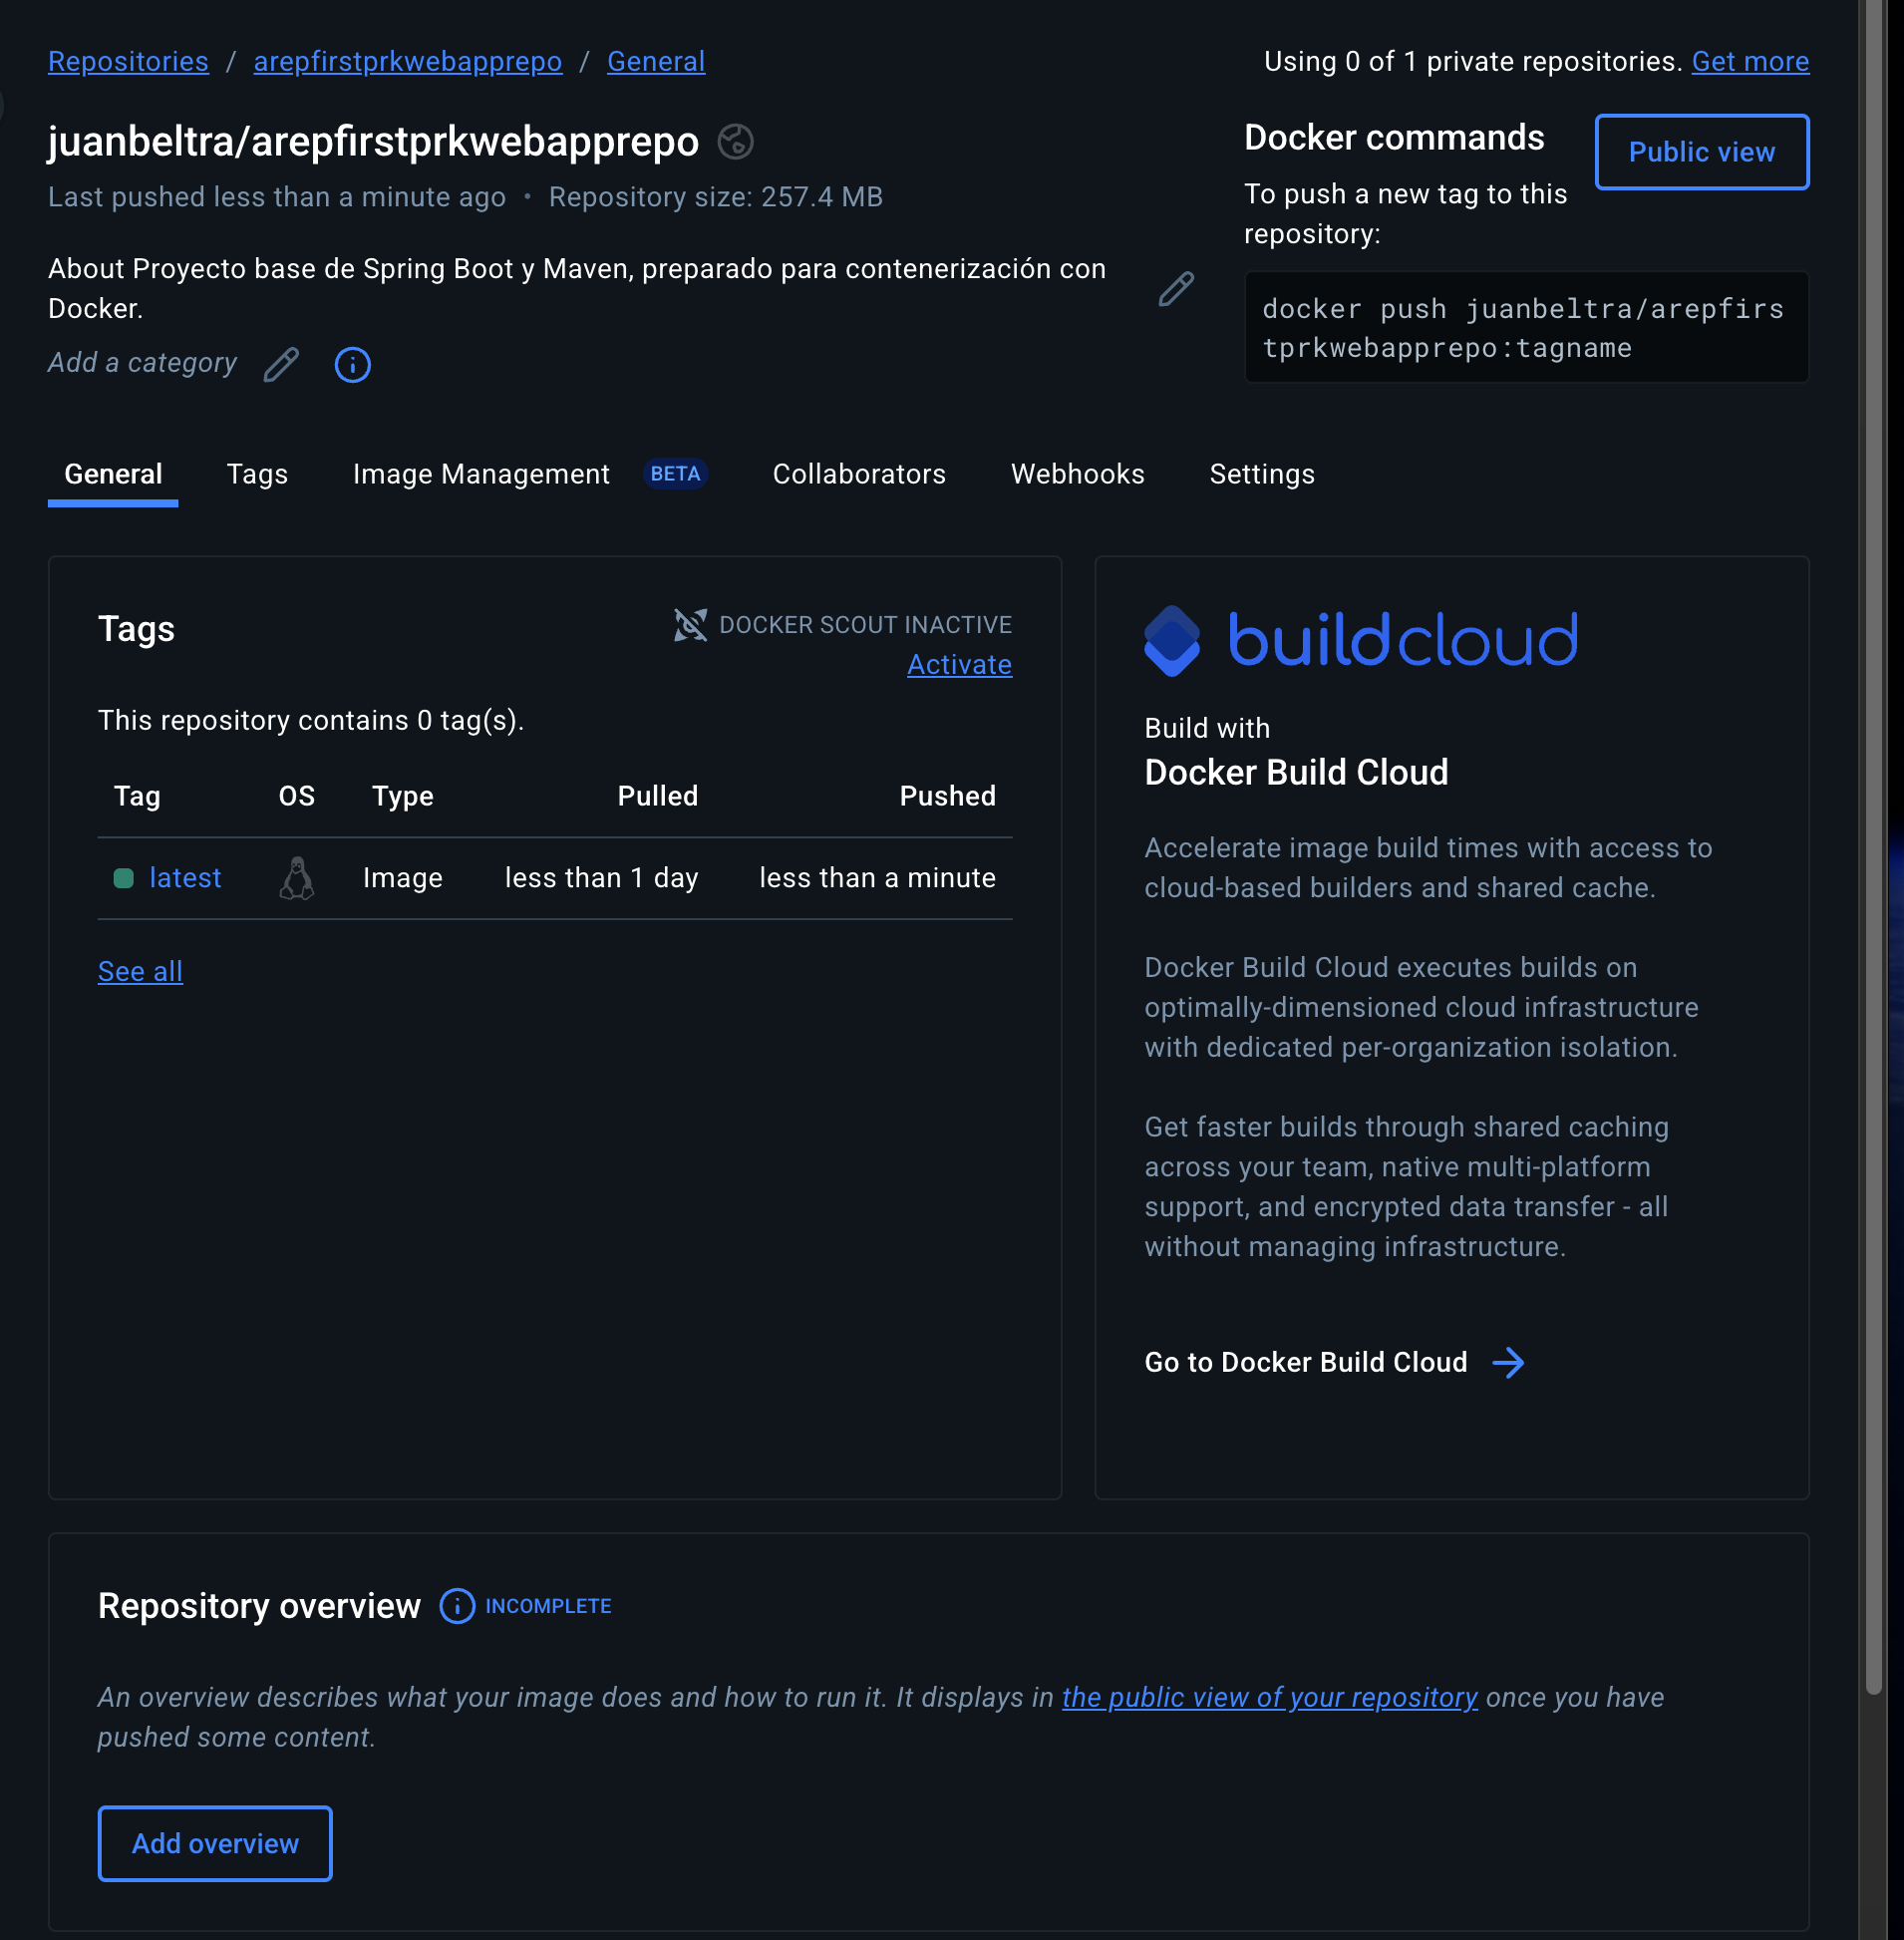 Repositories / arepfirstprkwebapprepo / General
Using 0 of 1 private repositories. Get more
juanbeltra/arepfirstprkwebapprepo
Last pushed less than a minute ago • Repository size: 257.4 MB
About Proyecto base de Spring Boot y Maven, preparado para contenerización con
Docker.
Add a category
Docker commands
Public view
To push a new tag to this
repository:
docker push juanbeltra/arepfirs
tprkwebapprepo:tagname
General Tags Image Management BETA Collaborators Webhooks Settings
Tags
DOCKER SCOUT INACTIVE
Activate
This repository contains 0 tag(s).
Tag OS Type Pulled Pushed
latest Image less than 1 day less than a minute
See all
buildcloud
Build with
Docker Build Cloud
Accelerate image build times with access to
cloud-based builders and shared cache.
Docker Build Cloud executes builds on
optimally-dimensioned cloud infrastructure
with dedicated per-organization isolation.
Get faster builds through shared caching
across your team, native multi-platform
support, and encrypted data transfer - all
without managing infrastructure.
Go to Docker Build Cloud
Repository overview INCOMPLETE
An overview describes what your image does and how to run it. It displays in the public view of your repository once you have
pushed some content.
Add overview